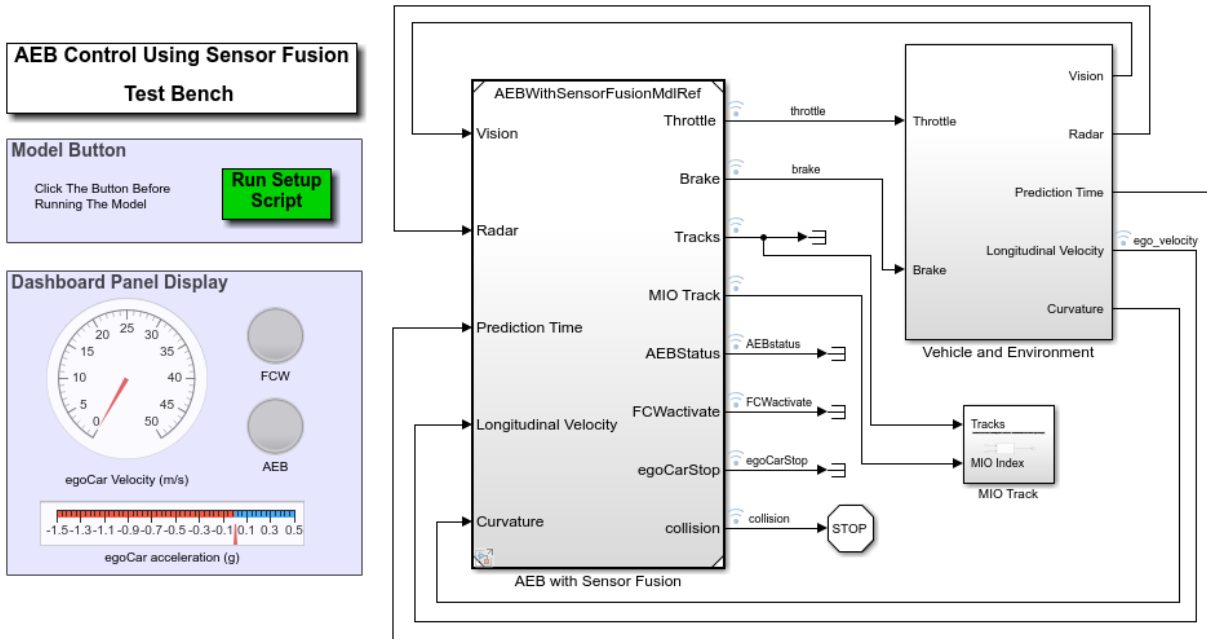 AEB Control Using Sensor Fusion
Test Bench
Model Button
Click The Button Before
Running The Model
Run Setup
Script
Dashboard Panel Display
0
5
10
15
20
25
30
35
40
45
50
egoCar Velocity (m/s)
FCW
AEB
-1.5 -1.3 -1.1 -0.9 -0.7 -0.5 -0.3 -0.1 0.1 0.3 0.5
egoCar acceleration (g)
AEBWithSensorFusionMdlRef
Vision
Radar
Prediction Time
Longitudinal Velocity
Curvature
Throttle
Brake
Tracks
MIO Track
AEBStatus
FCWactivate
egoCarStop
collision
AEB with Sensor Fusion
throttle
brake
AEBstatus
FCWactivate
egoCarStop
collision
STOP
Throttle
Brake
Vision
Radar
Prediction Time
Longitudinal Velocity
Curvature
Vehicle and Environment
ego_velocity
Tracks
MIO Index
MIO Track